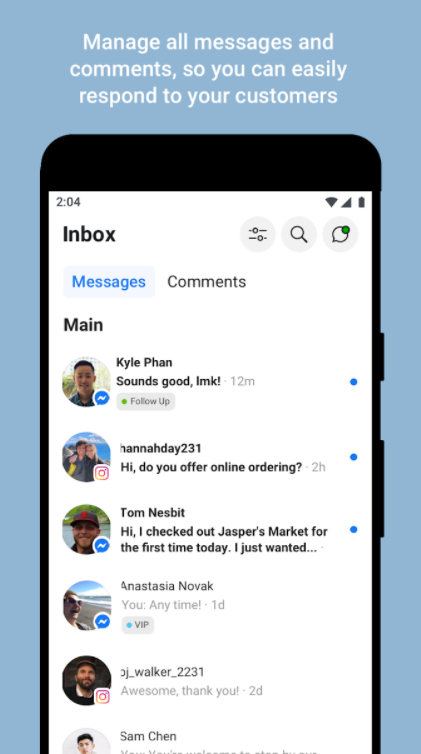 Manage all messages and
comments, so you can easily
respond to your customers
2:04
Inbox
Messages Comments
Main
Kyle Phan
Sounds good, lmk! · 12m
Follow Up
hannahday231
Hi, do you offer online ordering? · 2h
Tom Nesbit
Hi, I checked out Jasper's Market for
the first time today. I just wanted... ·
Anastasia Novak
You: Any time! · 1d
VIP
pj_walker_2231
Awesome, thank you! · 2d
Sam Chen